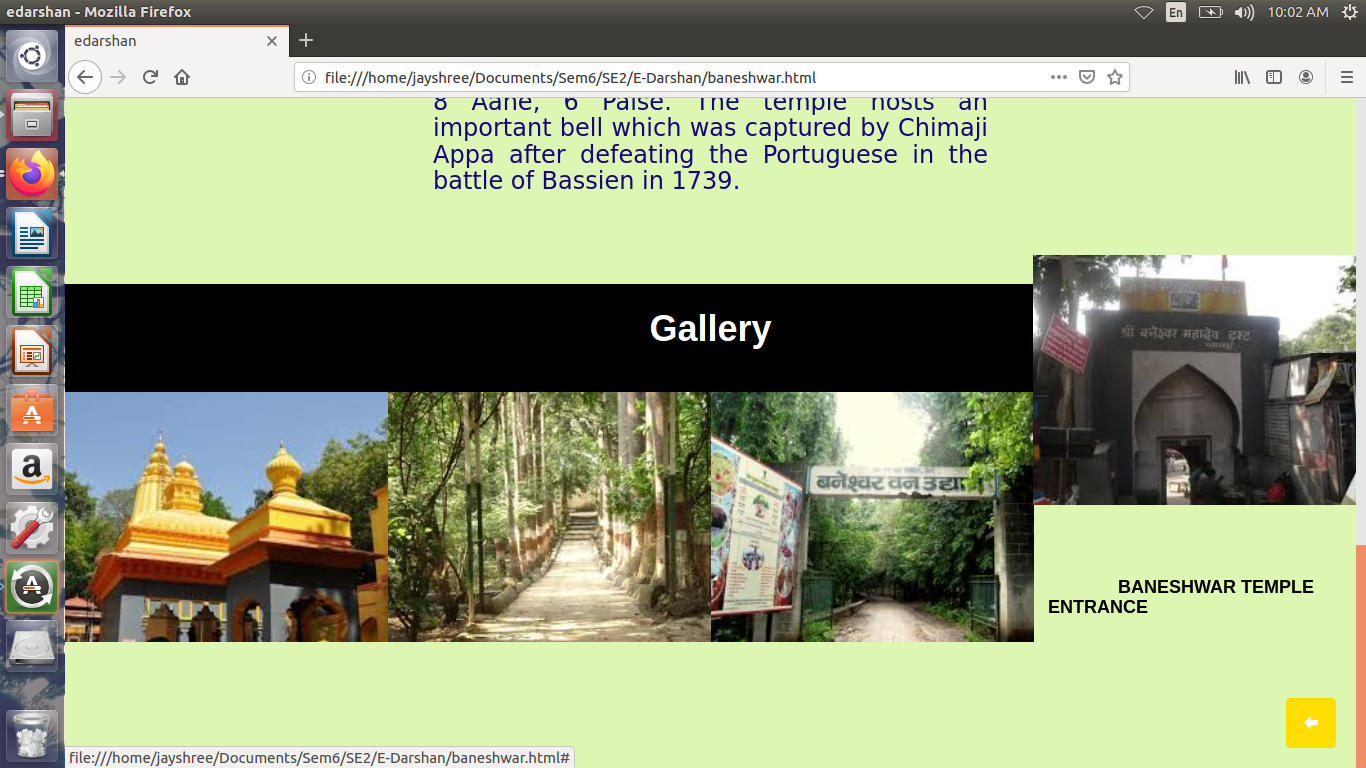 edarshan - Mozilla Firefox
En
10:02 AM
edarshan
file:///home/jayshree/Documents/Sem6/SE2/E-Darshan/baneshwar.html
8 Aane, 6 Paise. The temple hosts an
important bell which was captured by Chimaji
Appa after defeating the Portuguese in the
battle of Bassien in 1739.
Gallery
श्री बनेश्वर महादेव ट्रस्ट
बनेश्वर वन उद्यान
BANESHWAR TEMPLE
ENTRANCE
file:///home/jayshree/Documents/Sem6/SE2/E-Darshan/baneshwar.html#